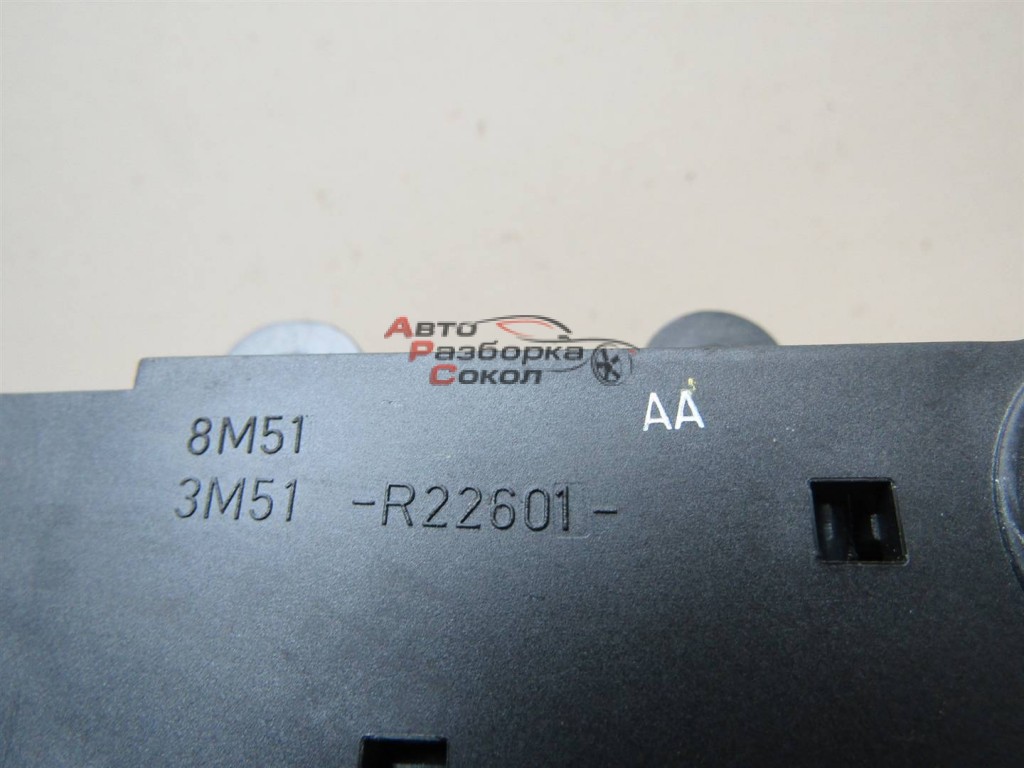 Авто
Разборка
Сокол
8M51
AA
3M51 -R22601-